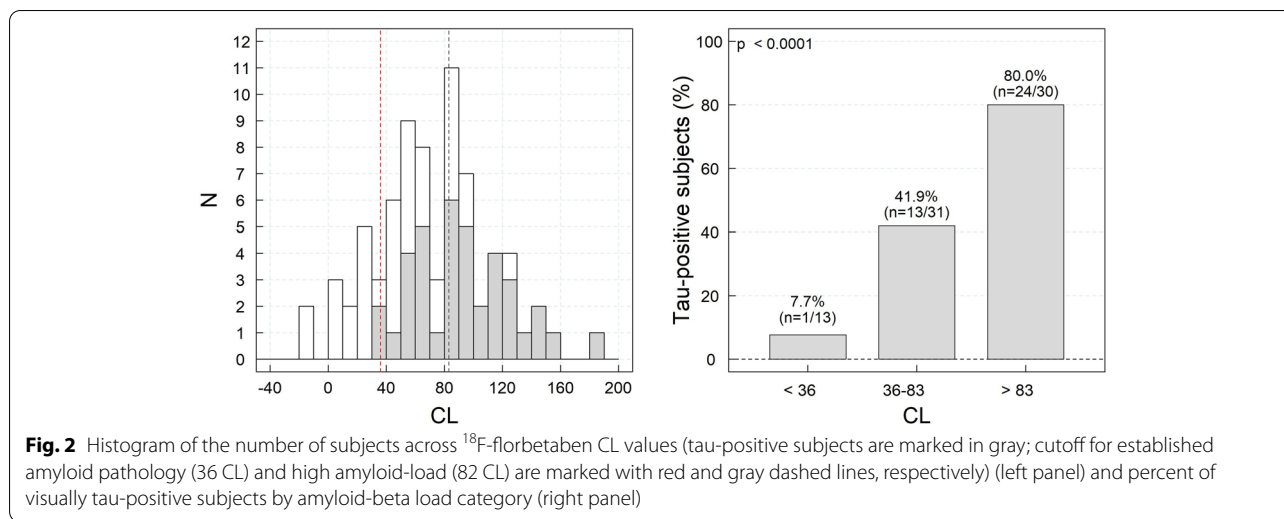 12
11
10
9
8
7
6
5
4
3
2
1
0
N
-40 0 40 80 120 160 200
CL
p < 0.0001
100
80
60
40
20
0
Tau-positive subjects (%)
80.0%
(n=24/30)
41.9%
(n=13/31)
7.7%
(n=1/13)
< 36 36-83 > 83
CL
Fig. 2 Histogram of the number of subjects across 18F-florbetaben CL values (tau-positive subjects are marked in gray; cutoff for established
amyloid pathology (36 CL) and high amyloid-load (82 CL) are marked with red and gray dashed lines, respectively) (left panel) and percent of
visually tau-positive subjects by amyloid-beta load category (right panel)